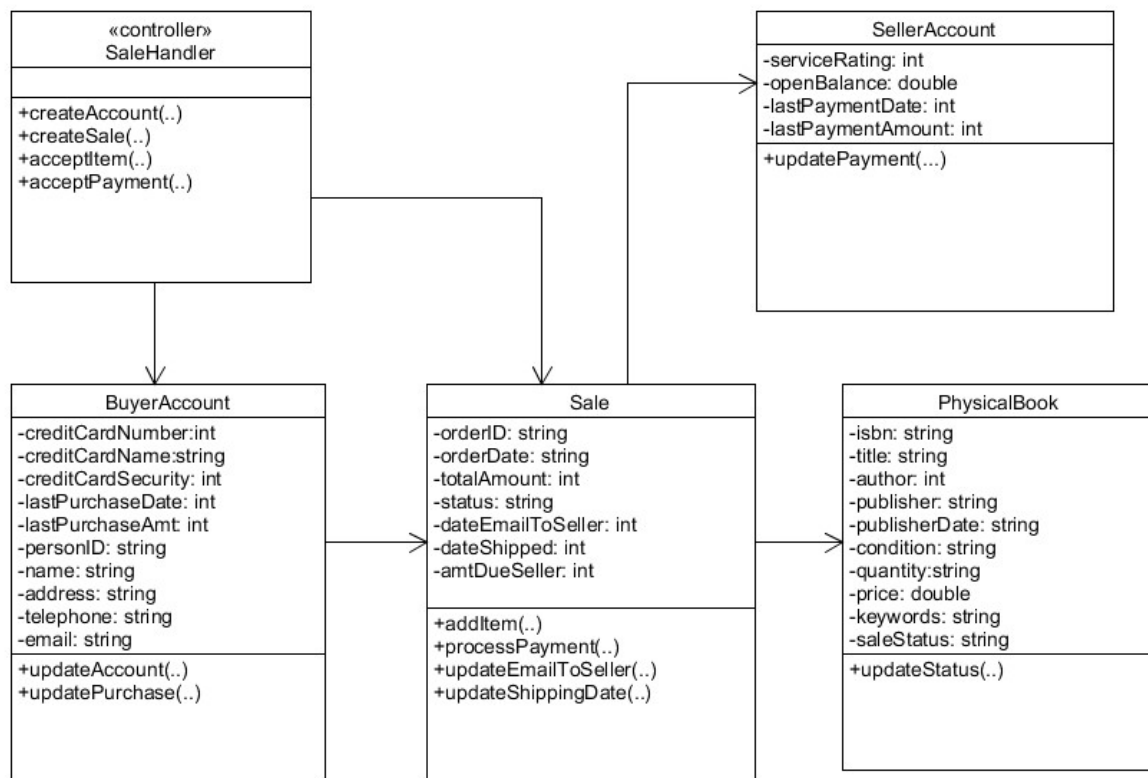 «controller»
SaleHandler
+createAccount(..)
+createSale(..)
+acceptItem(..)
+acceptPayment(..)
SellerAccount
-serviceRating: int
-openBalance: double
-lastPaymentDate: int
-lastPaymentAmount: int
+updatePayment(...)
BuyerAccount
-creditCardNumber:int
-creditCardName:string
-creditCardSecurity: int
-lastPurchaseDate: int
-lastPurchaseAmt: int
-personID: string
-name: string
-address: string
-telephone: string
-email: string
+updateAccount(..)
+updatePurchase(..)
Sale
-orderID: string
-orderDate: string
-totalAmount: int
-status: string
-dateEmailToSeller: int
-dateShipped: int
-amtDueSeller: int
+addItem(..)
+processPayment(..)
+updateEmailToSeller(..)
+updateShippingDate(..)
PhysicalBook
-isbn: string
-title: string
-author: int
-publisher: string
-publisherDate: string
-condition: string
-quantity:string
-price: double
-keywords: string
-saleStatus: string
+updateStatus(..)